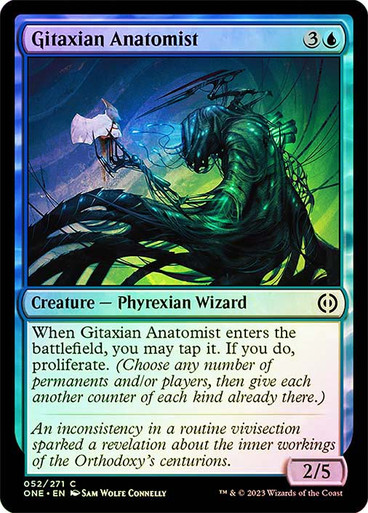 Gitaxian Anatomist 3
Creature — Phyrexian Wizard
When Gitaxian Anatomist enters the
battlefield, you may tap it. If you do,
proliferate. (Choose any number of
permanents and/or players, then give each
another counter of each kind already there.)
An inconsistency in a routine vivisection
sparked a revelation about the inner workings
of the Orthodoxy's centurions.
2/5
052/271 C
ONE • EN Sam Wolfe Connelly ™ & © 2023 Wizards of the Coast